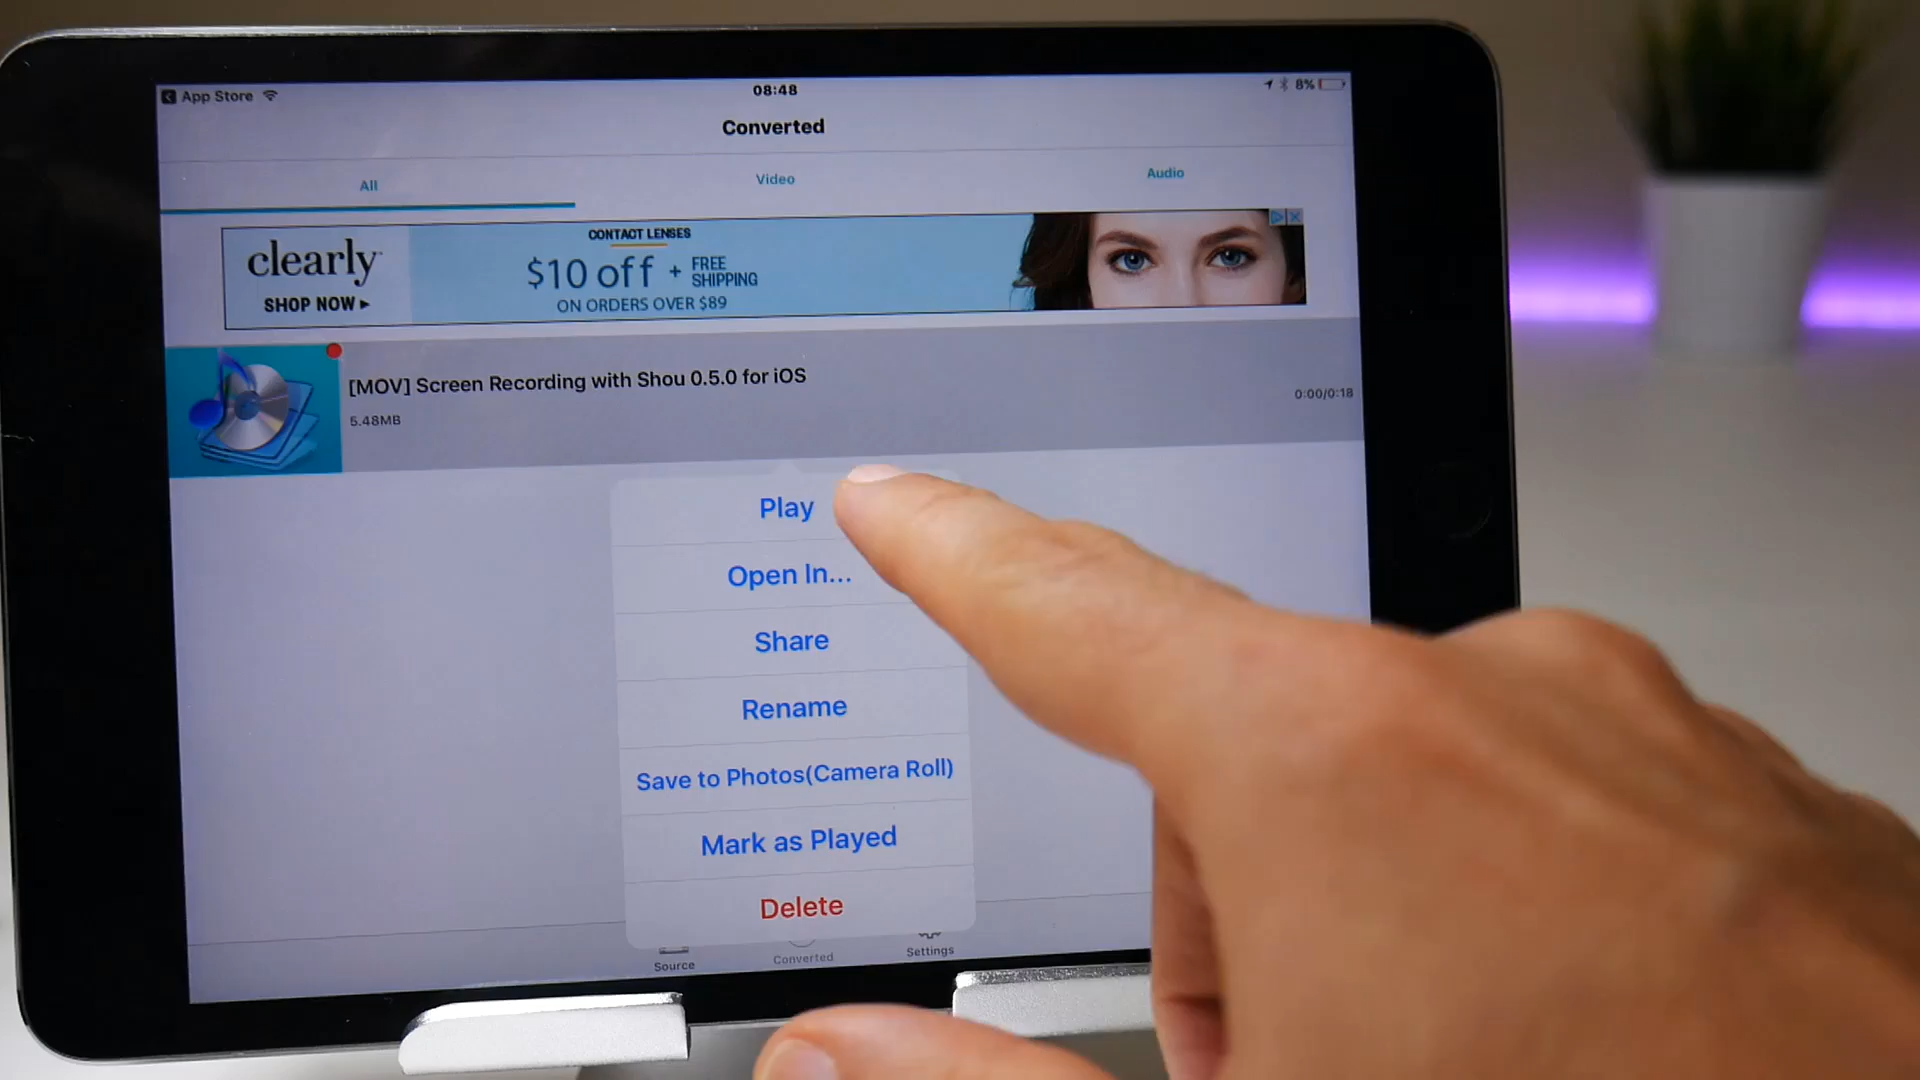 App Store
08:48
8%
Converted
All
Video
Audio
clearly
SHOP NOW
CONTACT LENSES
$10 off + FREE SHIPPING
ON ORDERS OVER $89
[MOV] Screen Recording with Shou 0.5.0 for iOS
5.48MB
0:00/0:18
Play
Open In...
Share
Rename
Save to Photos(Camera Roll)
Mark as Played
Delete
Source
Converted
Settings